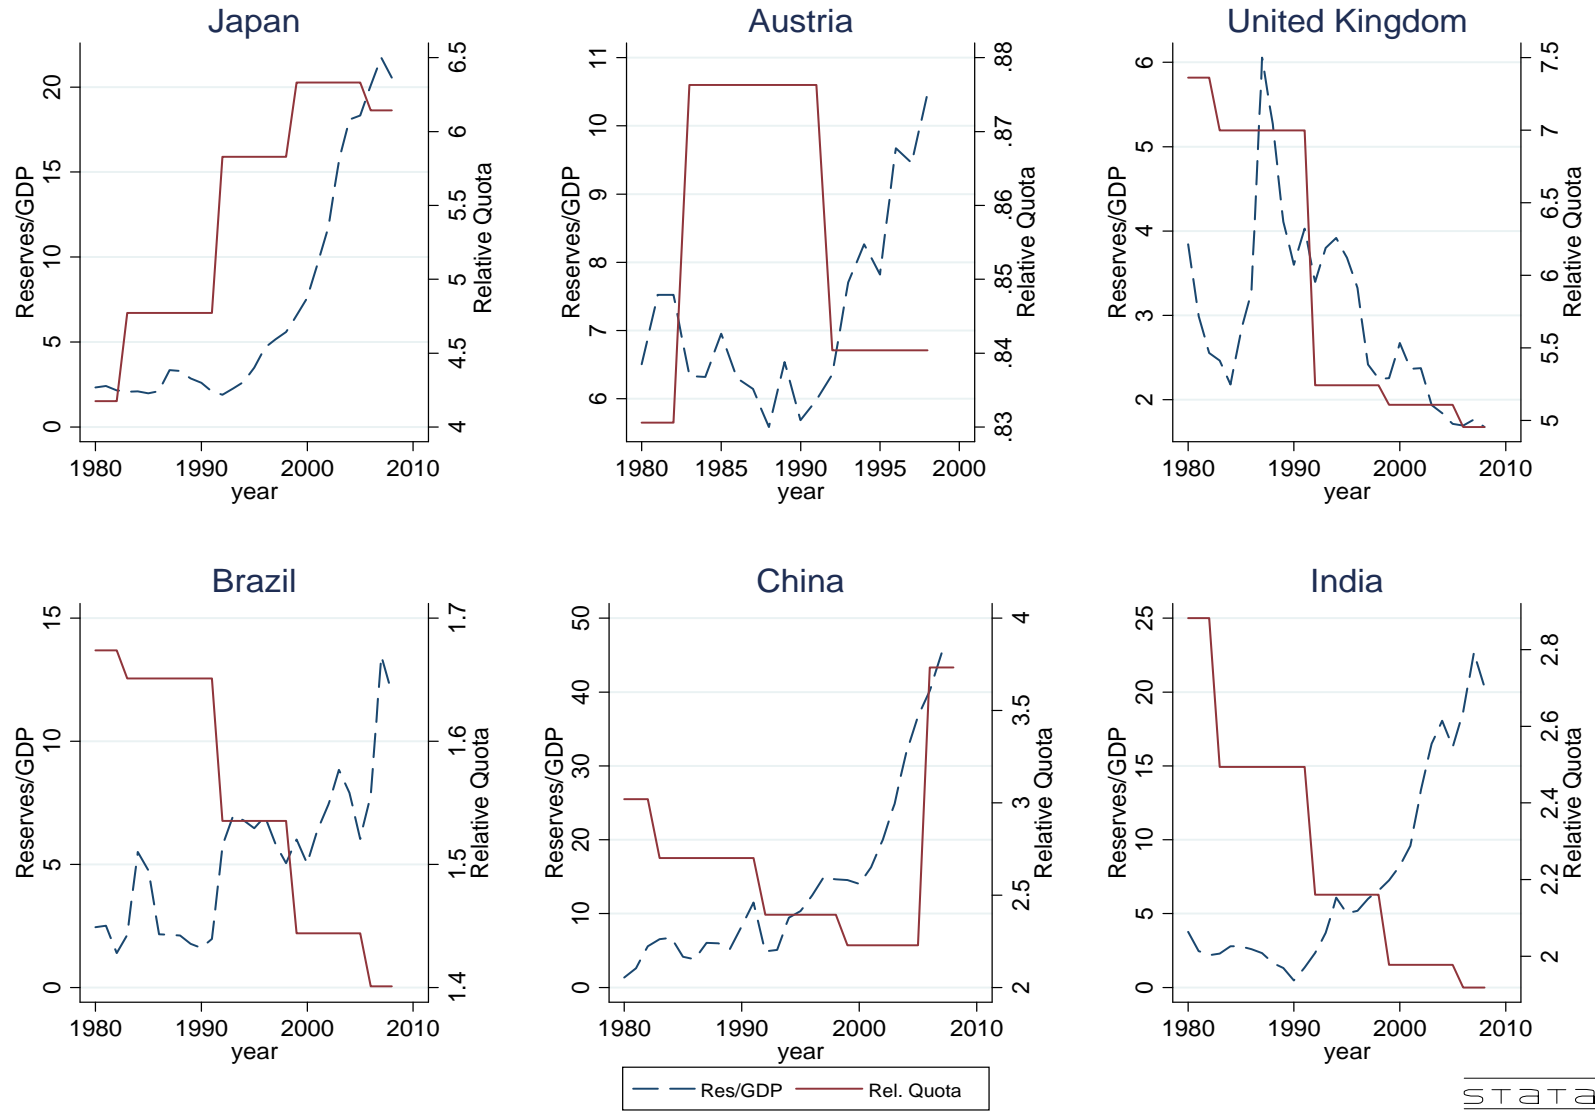 Japan
Reserves/GDP
0 5 10 15 20
Relative Quota
4 4.5 5 5.5 6 6.5
1980 1990 2000 2010
year
Austria
Reserves/GDP
6 7 8 9 10 11
Relative Quota
.83 .84 .85 .86 .87 .88
1980 1985 1990 1995 2000
year
United Kingdom
Reserves/GDP
2 3 4 5 6
Relative Quota
5 5.5 6 6.5 7 7.5
1980 1990 2000 2010
year
Brazil
Reserves/GDP
0 5 10 15
Relative Quota
1.4 1.5 1.6 1.7
1980 1990 2000 2010
year
China
Reserves/GDP
0 10 20 30 40 50
Relative Quota
2 2.5 3 3.5 4
1980 1990 2000 2010
year
India
Reserves/GDP
0 5 10 15 20 25
Relative Quota
2 2.2 2.4 2.6 2.8
1980 1990 2000 2010
year
Res/GDP Rel. Quota
STATA